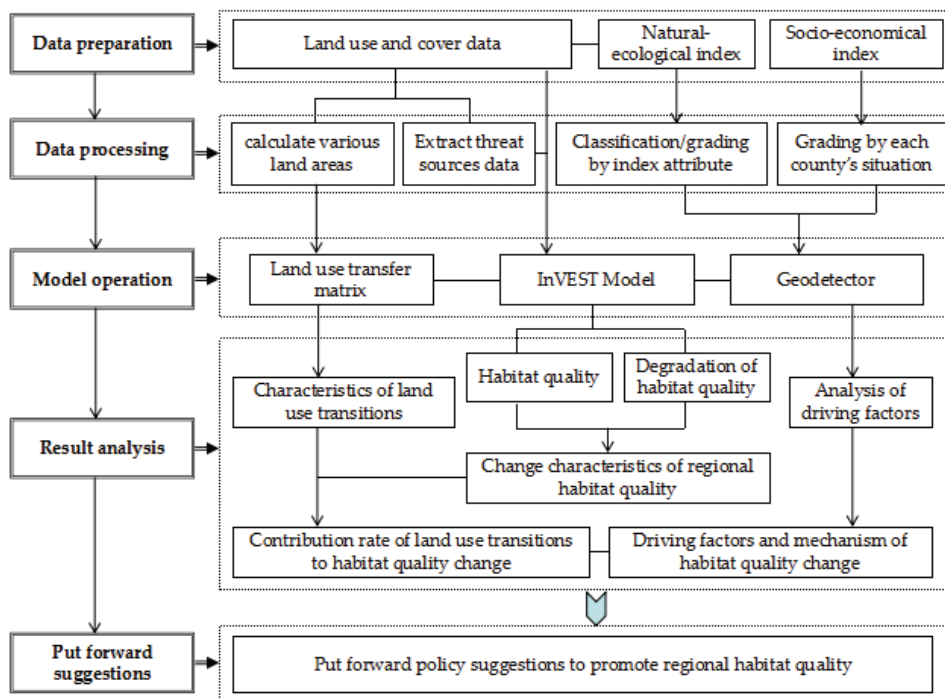 Data preparation
Land use and cover data
Natural-
ecological index
Socio-economical
index
Data processing
calculate various
land areas
Extract threat
sources data
Classification/grading
by index attribute
Grading by each
county's situation
Model operation
Land use transfer
matrix
InVEST Model
Geodetector
Result analysis
Characteristics of land
use transitions
Habitat quality
Degradation of
habitat quality
Analysis of
driving factors
Change characteristics of regional
habitat quality
Contribution rate of land use transitions
to habitat quality change
Driving factors and mechanism of
habitat quality change
Put forward
suggestions
Put forward policy suggestions to promote regional habitat quality